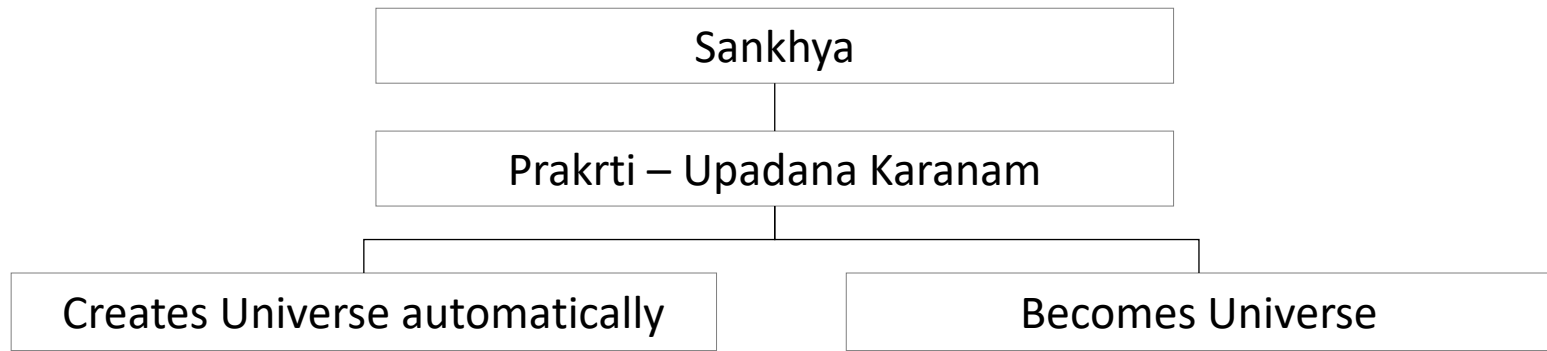 Sankhya
Prakrti – Upadana Karanam
Creates Universe automatically
Becomes Universe